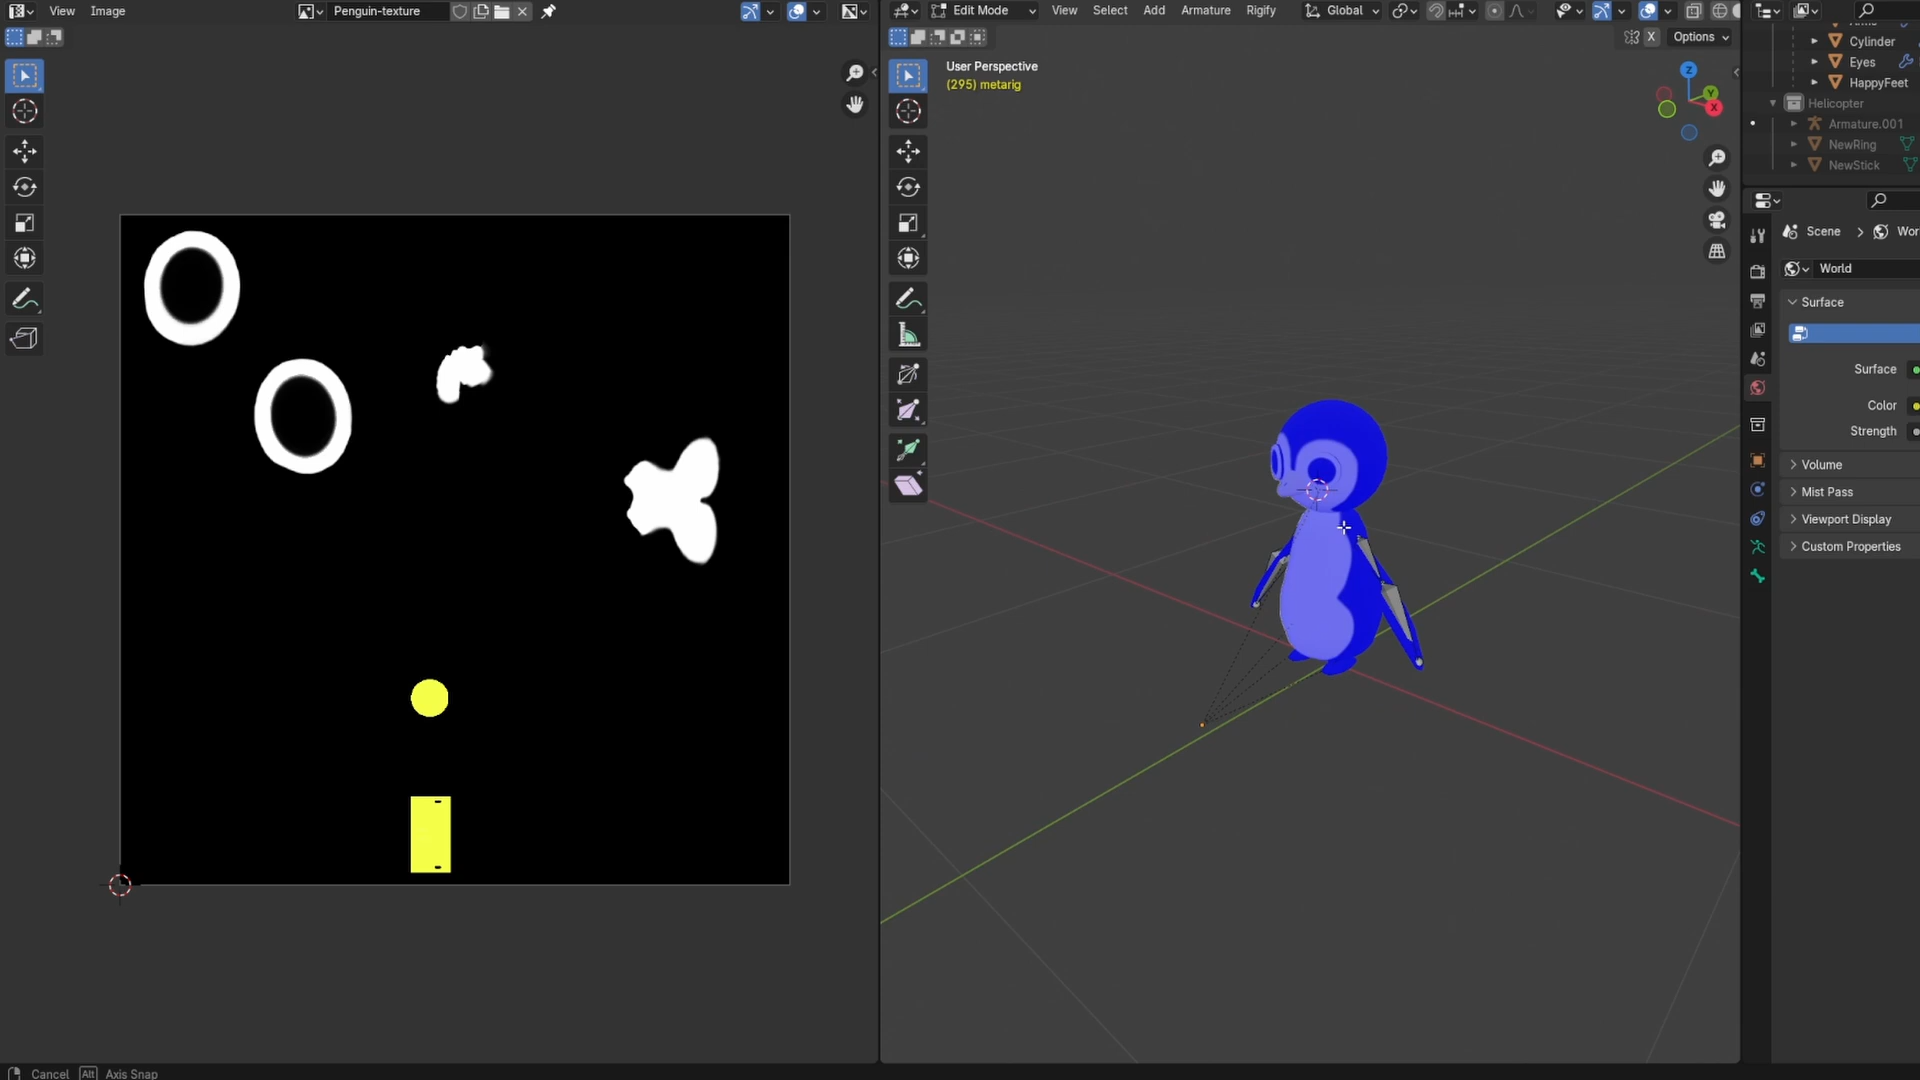 View Image Penguin-texture
Edit Mode View Select Add Armature Rigify Global
X Options
User Perspective
(295) metarig
Z
Y
X
Cylinder
Eyes
HappyFeet
Helicopter
Armature.001
NewRing
NewStick
Scene > Wor
World
Surface
Surface
Color
Strength
Volume
Mist Pass
Viewport Display
Custom Properties
Cancel Alt Axis Snap